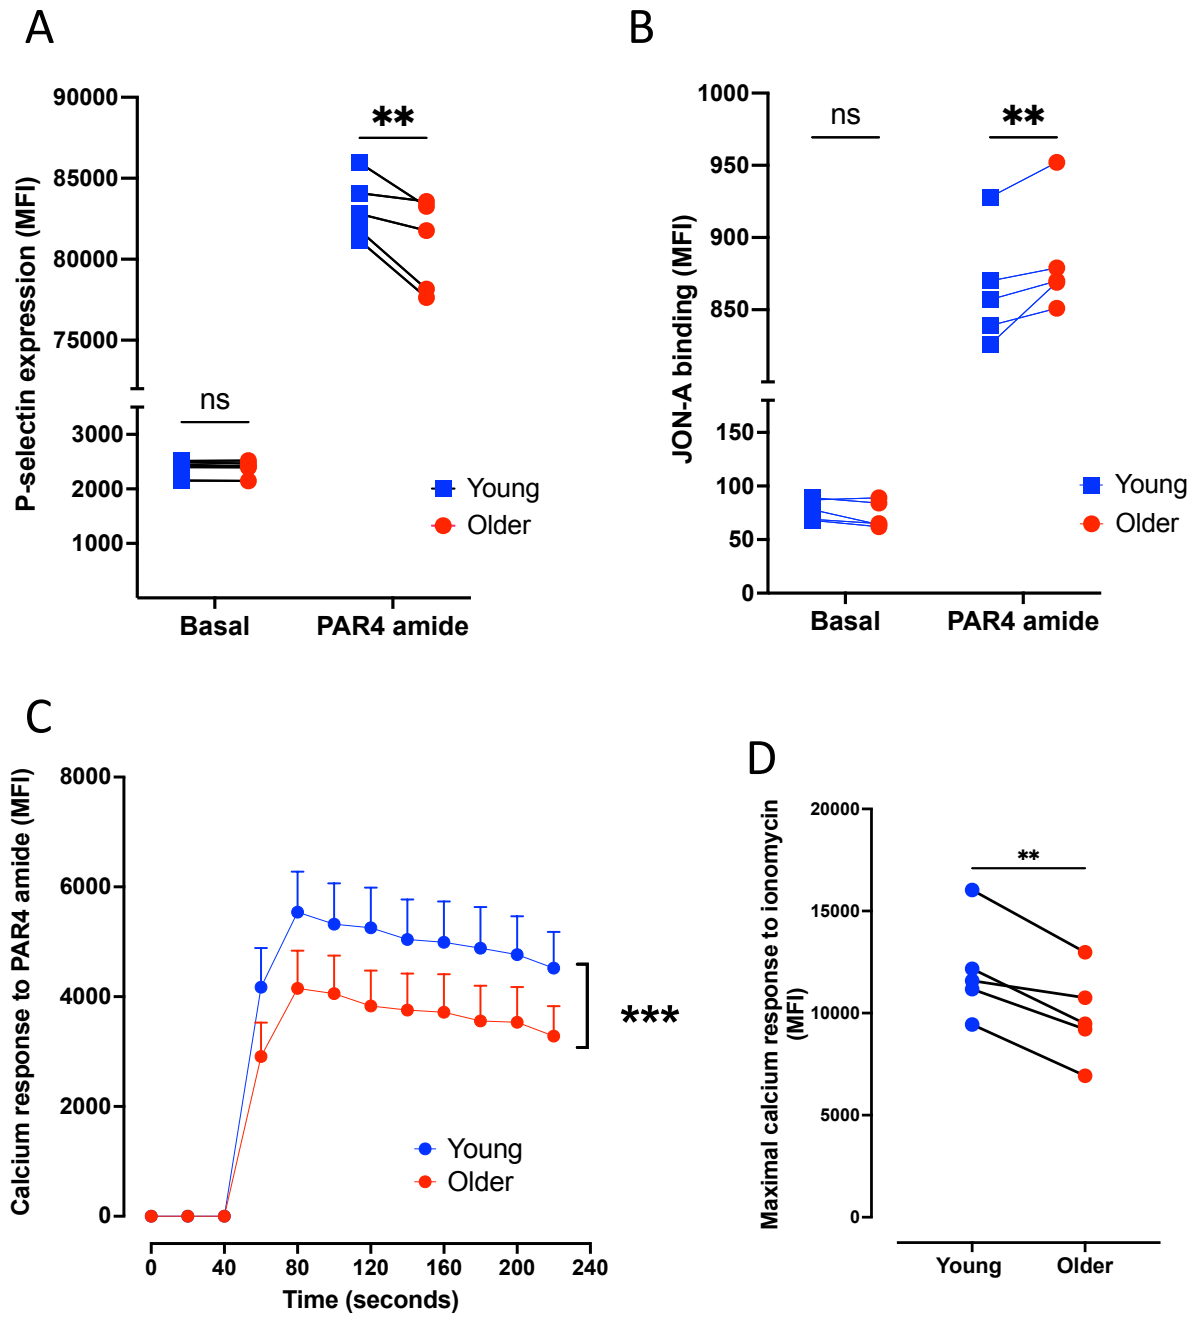 A
P-selectin expression (MFI)
90000
85000
80000
75000
3000
2000
1000
**
ns
Young
Older
Basal
PAR4 amide
B
JON-A binding (MFI)
1000
950
900
850
150
100
50
0
ns
**
Young
Older
Basal
PAR4 amide
C
Calcium response to PAR4 amide (MFI)
8000
6000
4000
2000
0
***
Young
Older
0 40 80 120 160 200 240
Time (seconds)
D
Maximal calcium response to ionomycin
(MFI)
20000
15000
10000
5000
0
**
Young
Older